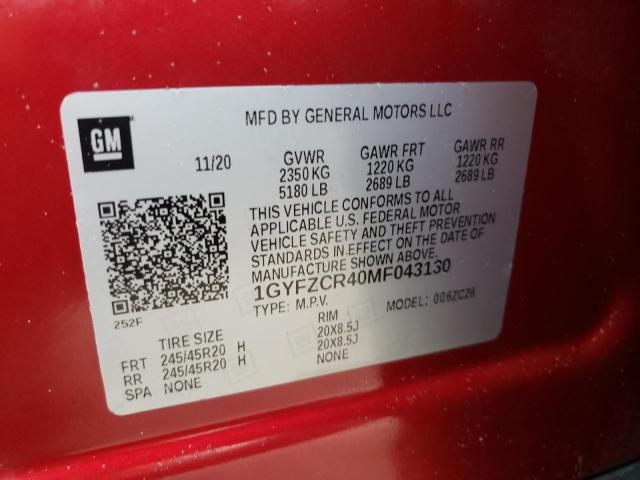 MFD BY GENERAL MOTORS LLC
GM
11/20 GVWR GAWR FRT GAWR RR
2350 KG 1220 KG 1220 KG
5180 LB 2689 LB 2689 LB
THIS VEHICLE CONFORMS TO ALL
APPLICABLE U.S. FEDERAL MOTOR
VEHICLE SAFETY AND THEFT PREVENTION
STANDARDS IN EFFECT ON THE DATE OF
MANUFACTURE SHOWN ABOVE.
1GYFZCR40MF043130
TYPE: M.P.V. MODEL: 006ZC26
252F
TIRE SIZE RIM
FRT 245/45R20 H 20X8.5J
RR 245/45R20 H 20X8.5J
SPA NONE NONE